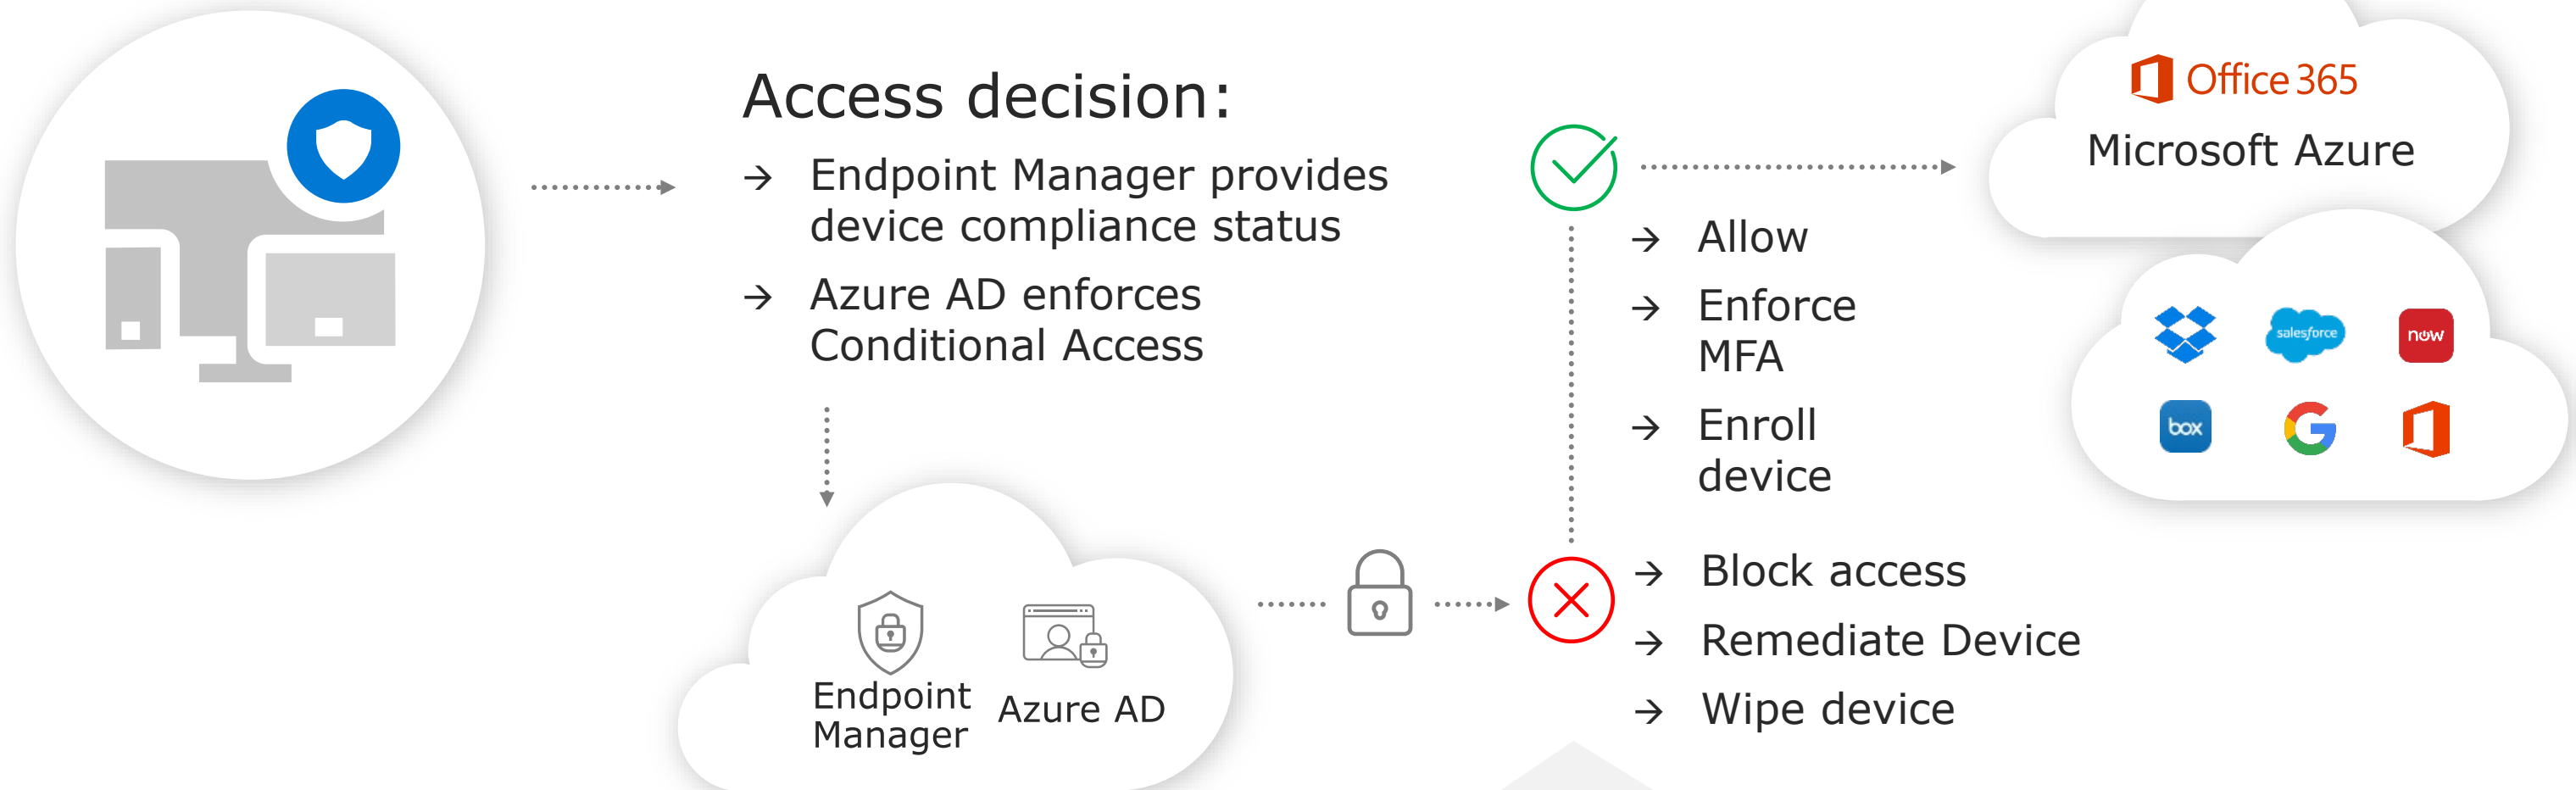 Access decision:
→ Endpoint Manager provides
device compliance status
→ Azure AD enforces
Conditional Access
Endpoint
Manager
Azure AD
→ Allow
→ Enforce
MFA
→ Enroll
device
→ Block access
→ Remediate Device
→ Wipe device
Office 365
Microsoft Azure
salesforce
now
box